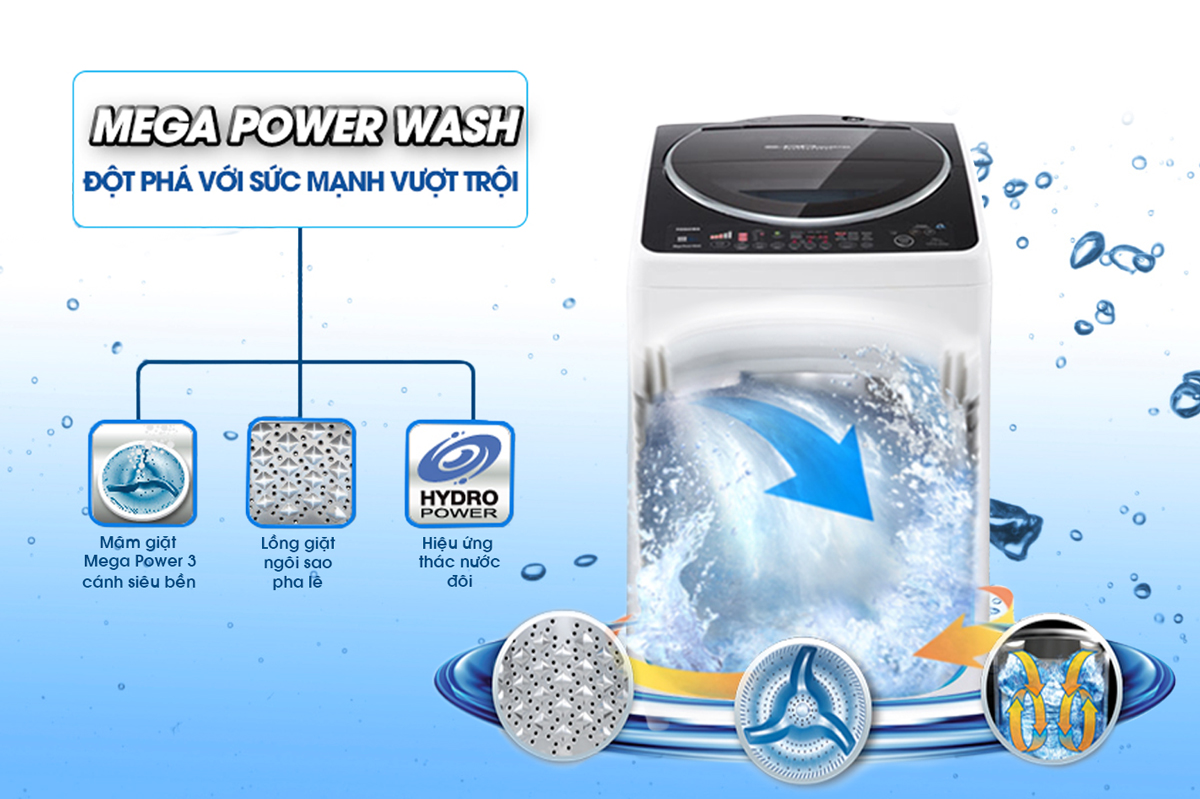 MEGA POWER WASH
ĐỘT PHÁ VỚI SỨC MẠNH VƯỢT TRỘI
HYDRO
POWER
Mâm giặt
Mega Power 3
cánh siêu bền
Lồng giặt
ngôi sao
pha lê
Hiệu ứng
thác nước
đôi
TOSHIBA